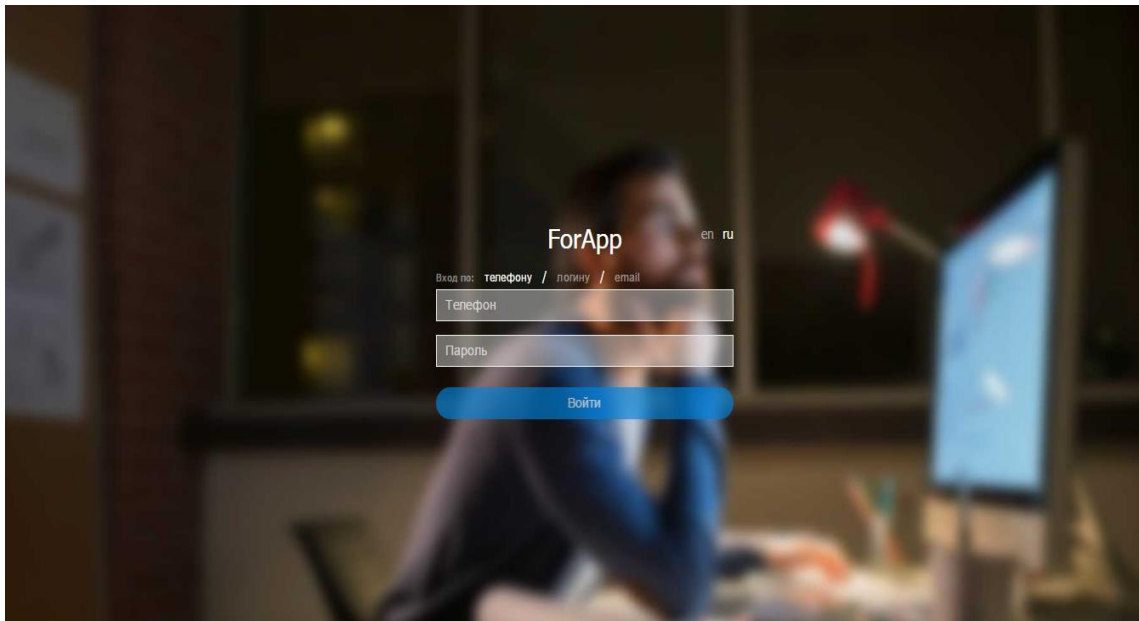 ForApp
en ru
Вход по: телефону / логину / email
Телефон
Пароль
Войти